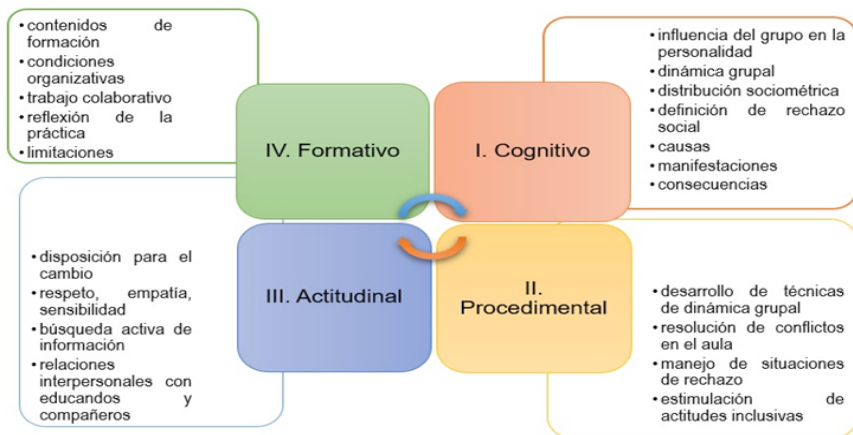 • contenidos de
formación
• condiciones
organizativas
• trabajo colaborativo
• reflexión de la
práctica
• limitaciones
IV. Formativo
I. Cognitivo
• influencia del grupo en la
personalidad
• dinámica grupal
• distribución sociométrica
• definición de rechazo
social
• causas
• manifestaciones
• consecuencias
• disposición para el
cambio
• respeto, empatía,
sensibilidad
• búsqueda activa de
información
• relaciones
interpersonales con
educandos y
compañeros
III. Actitudinal
II.
Procedimental
• desarrollo de técnicas
de dinámica grupal
• resolución de conflictos
en el aula
• manejo de situaciones
de rechazo
• estimulación de
actitudes inclusivas